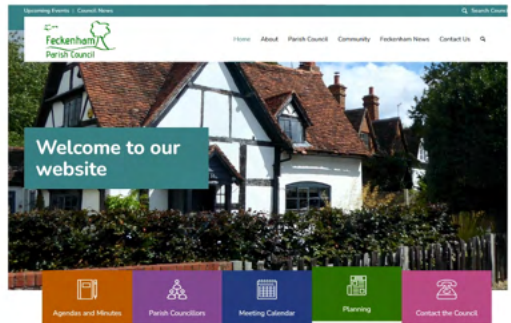 Upcoming Events | Council News
Search Counci
Feckenham
Parish Council
Home About Parish Council Community Feckenham News Contact Us
Welcome to our
website
Agendas and Minutes
Parish Councillors
Meeting Calendar
Planning
Contact the Council